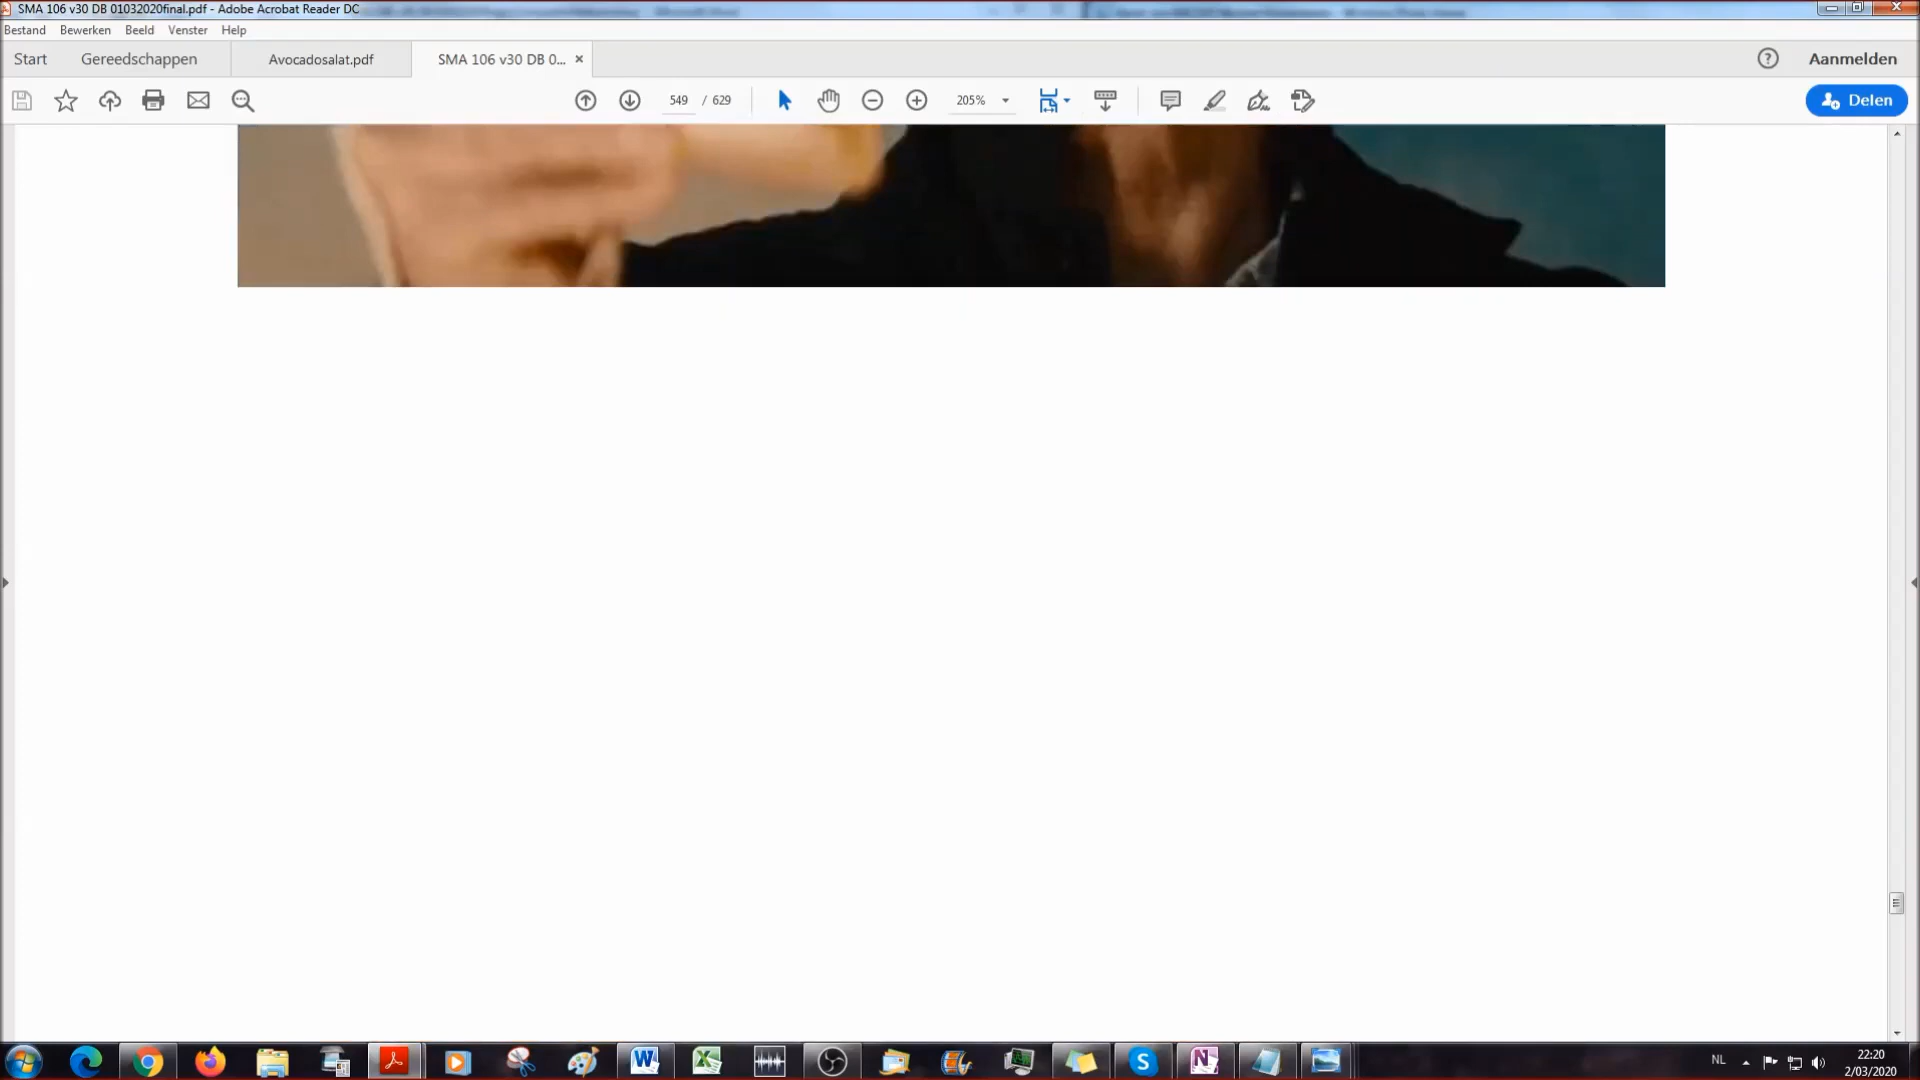 SMA 106 v30 DB 01032020final.pdf - Adobe Acrobat Reader DC
Bestand Bewerken Beeld Venster Help
Start Gereedschappen Avocadosalat.pdf SMA 106 v30 DB 0... Aanmelden
549 / 629 205% Delen
NL 22:20
2/03/2020